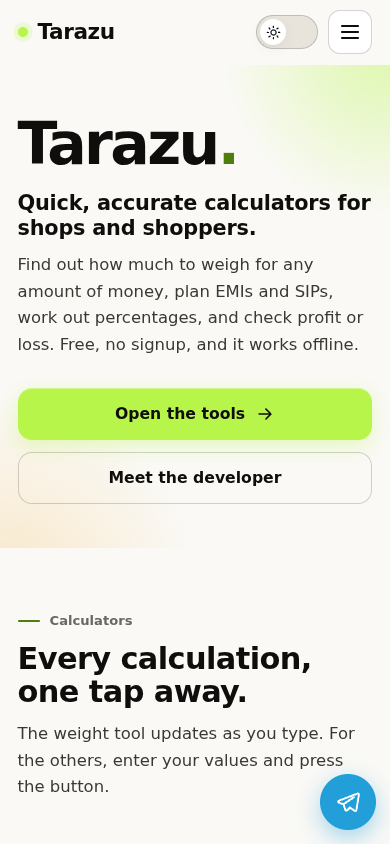 Tarazu
Tarazu.
Quick, accurate calculators for
shops and shoppers.
Find out how much to weigh for any
amount of money, plan EMIs and SIPs,
work out percentages, and check profit or
loss. Free, no signup, and it works offline.
Open the tools →
Meet the developer
Calculators
Every calculation,
one tap away.
The weight tool updates as you type. For
the others, enter your values and press
the button.